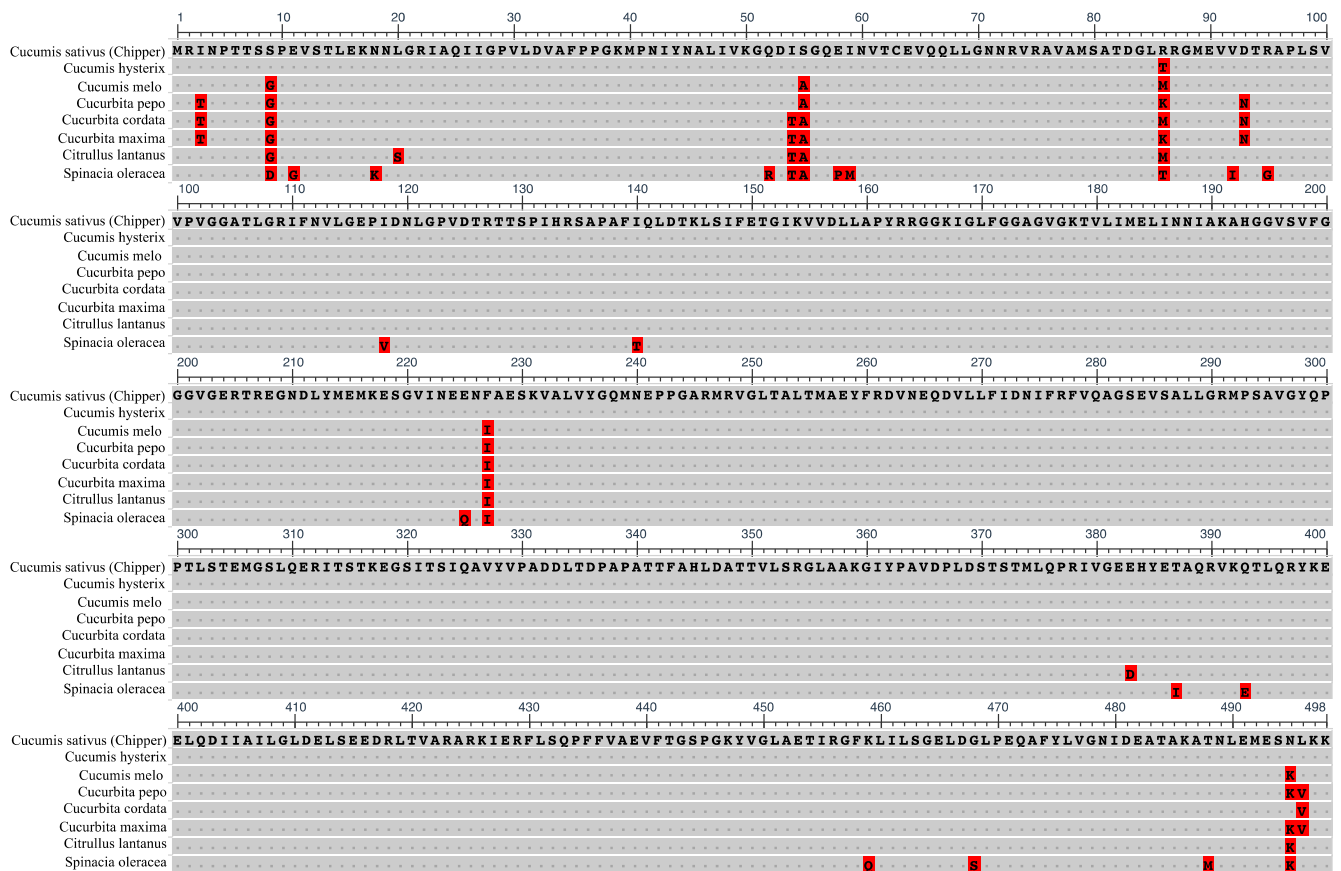 1 10 20 30 40 50 60 70 80 90 100
Cucumis sativus (Chipper) MRINPTTSSPEVSTLEKNNLGRIAQIIGPVLDVAFPPGKMPNIYNALIVKGQDISGQEINVTCEVQQLLGNNRVRAVAMSATDGLRRGMEVVDTRAPLSV
Cucumis hysterix T
Cucumis melo G A M
Cucurbita pepo T G A K N
Cucurbita cordata T G T A M N
Cucurbita maxima T G T A K N
Citrullus lantanus G S T A M
Spinacia oleracea D G K R T A P M T I G
100 110 120 130 140 150 160 170 180 190 200
Cucumis sativus (Chipper) VPVGGATLGRIFNVLGEPIDNLGPVDTRTTSPIHRSAPAFIQLDTKLSIFETGIKVVDLLAPYRRGGKIGLFGGAGVGKTVLIMELINNIAKAHGGVSVFG
Cucumis hysterix
Cucumis melo
Cucurbita pepo
Cucurbita cordata
Cucurbita maxima
Citrullus lantanus
Spinacia oleracea V T
200 210 220 230 240 250 260 270 280 290 300
Cucumis sativus (Chipper) GGVGERTREGNDLYMEMKESGVINEENFAESKVALVYGQMNEPPGARMRVGLTALTMAEYFRDVNEQDVLLFIDNIFRFVQAGSEVSALLGRMPSAVGYQP
Cucumis hysterix
Cucumis melo I
Cucurbita pepo I
Cucurbita cordata I
Cucurbita maxima I
Citrullus lantanus I
Spinacia oleracea Q I
300 310 320 330 340 350 360 370 380 390 400
Cucumis sativus (Chipper) PTLSTEMGSLQERITSTKEGSITSIQAVYVPADDLTDPAPATTFAHLDATTVLSRGLAAKGIYPAVDPLDSTSTMLQPRIVGEEHYETAQRVKQTLQRYKE
Cucumis hysterix
Cucumis melo
Cucurbita pepo
Cucurbita cordata
Cucurbita maxima
Citrullus lantanus D
Spinacia oleracea I E
400 410 420 430 440 450 460 470 480 490 498
Cucumis sativus (Chipper) ELQDIIAILGLDELSEEDRLTVARARKIERFLSQPFFVAEVFTGSPGKYVGLAETIRGFKLILSGELDGLPEQAFYLVGNIDEATAKATNLEMESNLKK
Cucumis hysterix
Cucumis melo K
Cucurbita pepo K V
Cucurbita cordata V
Cucurbita maxima K V
Citrullus lantanus K
Spinacia oleracea Q S M K